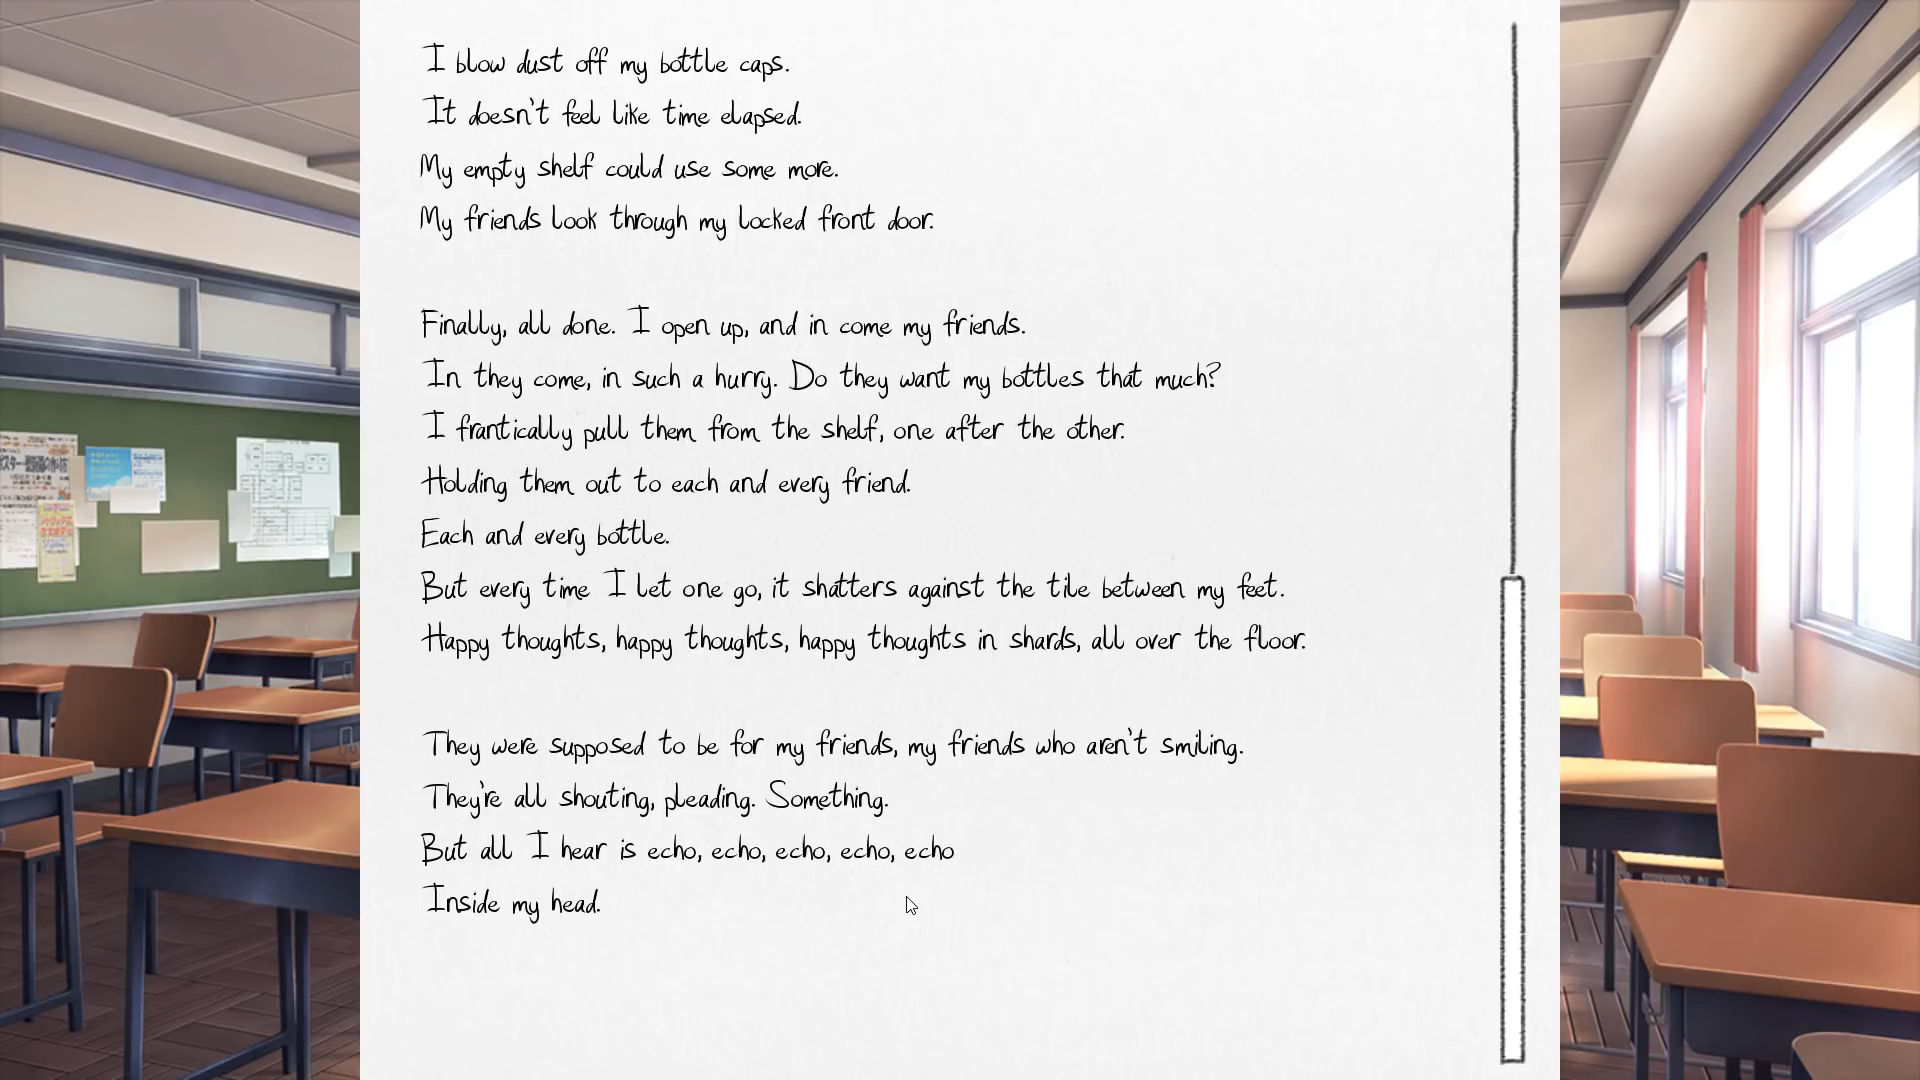 I blow dust off my bottle caps.
It doesn't feel like time elapsed.
My empty shelf could use some more.
My friends look through my locked front door.
Finally, all done. I open up, and in come my friends.
In they come, in such a hurry. Do they want my bottles that much?
I frantically pull them from the shelf, one after the other.
Holding them out to each and every friend.
Each and every bottle.
But every time I let one go, it shatters against the tile between my feet.
Happy thoughts, happy thoughts, happy thoughts in shards, all over the floor.
They were supposed to be for my friends, my friends who aren't smiling.
They're all shouting, pleading. Something.
But all I hear is echo, echo, echo, echo, echo
Inside my head.